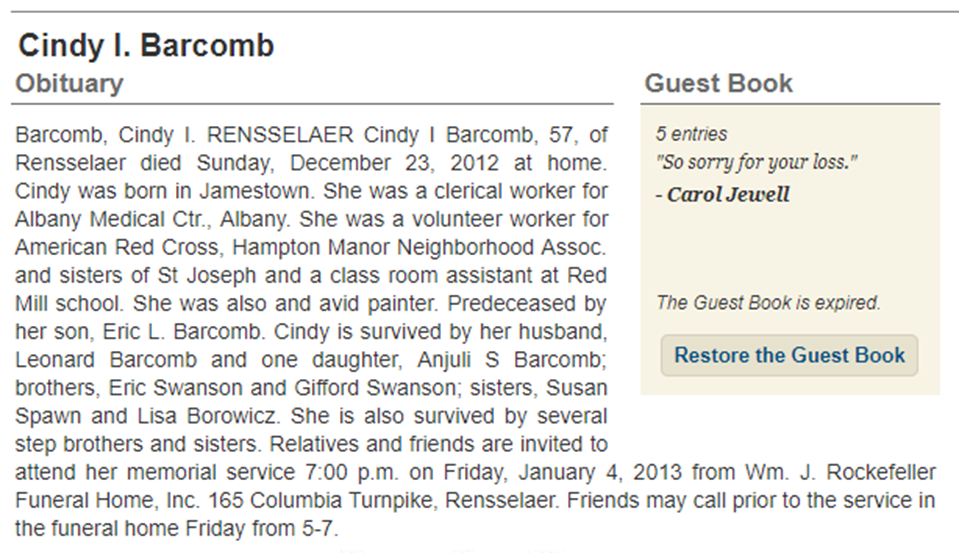 Cindy I. Barcomb
Obituary
Barcomb, Cindy I. RENSSELAER Cindy I Barcomb, 57, of
Rensselaer died Sunday, December 23, 2012 at home.
Cindy was born in Jamestown. She was a clerical worker for
Albany Medical Ctr., Albany. She was a volunteer worker for
American Red Cross, Hampton Manor Neighborhood Assoc.
and sisters of St Joseph and a class room assistant at Red
Mill school. She was also and avid painter. Predeceased by
her son, Eric L. Barcomb. Cindy is survived by her husband,
Leonard Barcomb and one daughter, Anjuli S Barcomb;
brothers, Eric Swanson and Gifford Swanson; sisters, Susan
Spawn and Lisa Borowicz. She is also survived by several
step brothers and sisters. Relatives and friends are invited to
attend her memorial service 7:00 p.m. on Friday, January 4, 2013 from Wm. J. Rockefeller
Funeral Home, Inc. 165 Columbia Turnpike, Rensselaer. Friends may call prior to the service in
the funeral home Friday from 5-7.
Guest Book
5 entries
"So sorry for your loss."
- Carol Jewell
The Guest Book is expired.
Restore the Guest Book